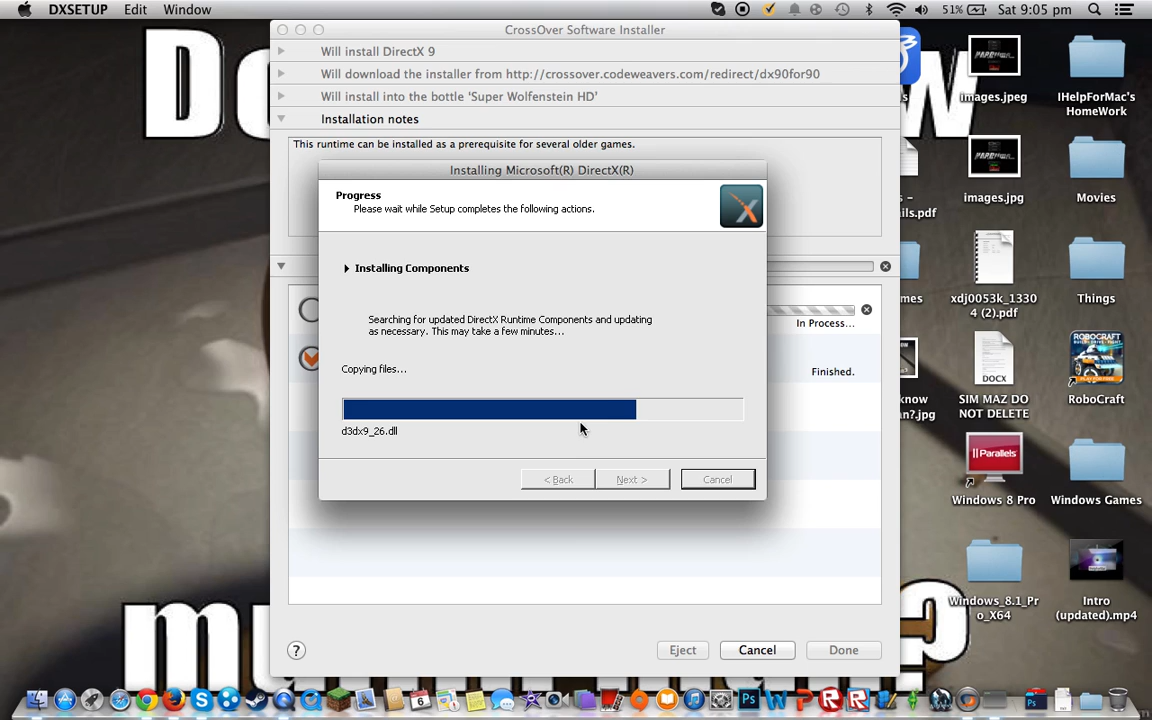 DXSETUP Edit Window 51% Sat 9:05 pm
CrossOver Software Installer
Will install DirectX 9
Will download the installer from http://crossover.codeweavers.com/redirect/dx90for90
Will install into the bottle 'Super Wolfenstein HD'
Installation notes
This runtime can be installed as a prerequisite for several older games.
Installing Microsoft(R) DirectX(R)
Progress
Please wait while Setup completes the following actions.
Installing Components
Searching for updated DirectX Runtime Components and updating
as necessary. This may take a few minutes...
Copying files...
d3dx9_26.dll
< Back Next > Cancel
In Process...
Finished.
? Eject Cancel Done
images.jpeg
IHelpForMac's
HomeWork
images.jpg
Movies
ils.pdf
xdj0053k_1330
4 (2).pdf
Things
DOCX
SIM MAZ DO
NOT DELETE
ROBOCRAFT
RoboCraft
Parallels
Windows 8 Pro
Windows Games
Windows_8.1_Pr
o_X64
Intro
(updated).mp4